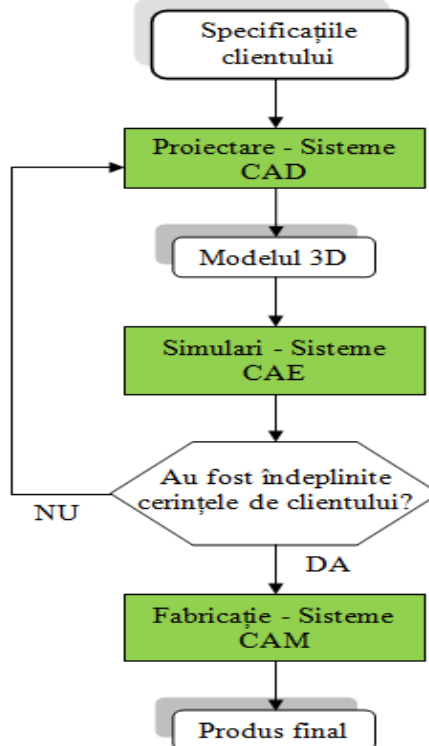 Specificațiile
clientului
Proiectare - Sisteme
CAD
Modelul 3D
Simulari - Sisteme
CAE
Au fost îndeplinite
cerințele de clientului?
NU
DA
Fabricație - Sisteme
CAM
Produs final